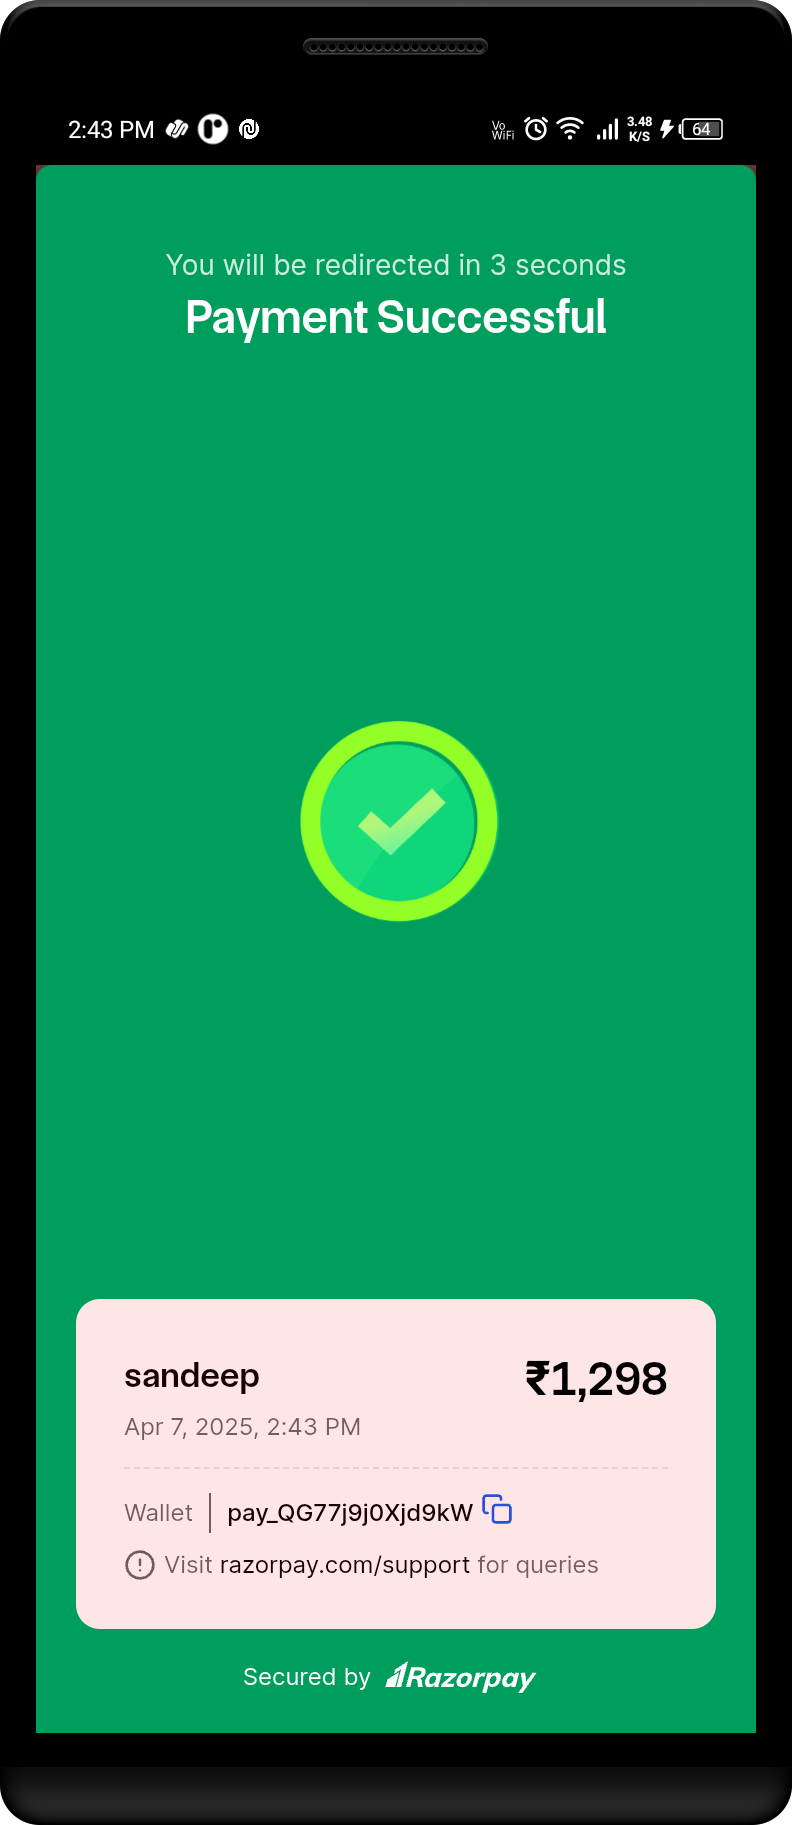 2:43 PM
Vo WiFi 3.48 K/S 64
You will be redirected in 3 seconds
Payment Successful
sandeep ₹1,298
Apr 7, 2025, 2:43 PM
Wallet pay_QG77j9j0Xjd9kW
Visit razorpay.com/support for queries
Secured by Razorpay